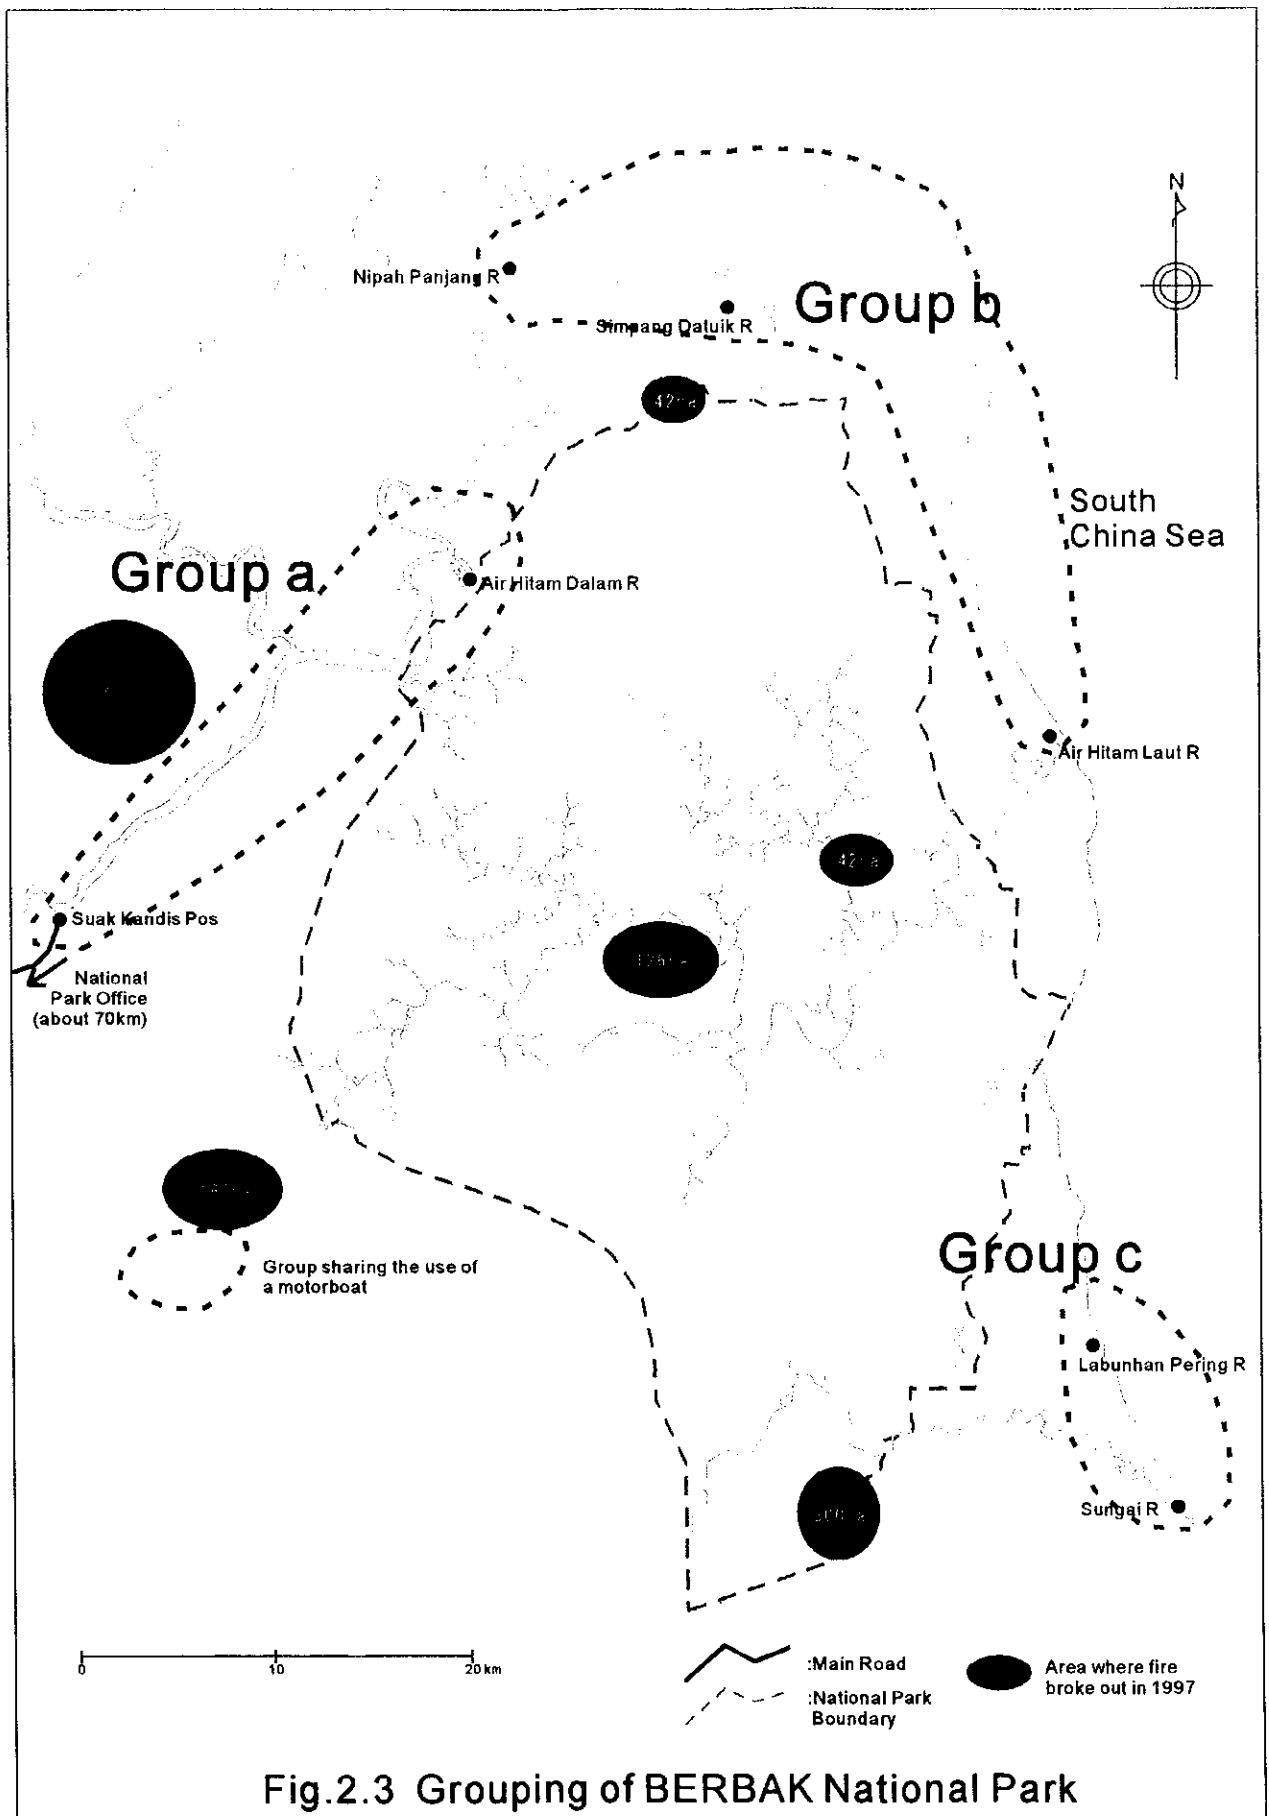 N
Nipah Panjang R
Simpang Datuik R
Group b
South
China Sea
Group a
Air Hitam Dalam R
Air Hitam Laut R
Suak Kandis Pos
National
Park Office
(about 70km)
Group sharing the use of
a motorboat
Group c
Labunhan Pering R
Sungai R
0 10 20km
:Main Road
:National Park
Boundary
Area where fire
broke out in 1997
Fig.2.3 Grouping of BERBAK National Park